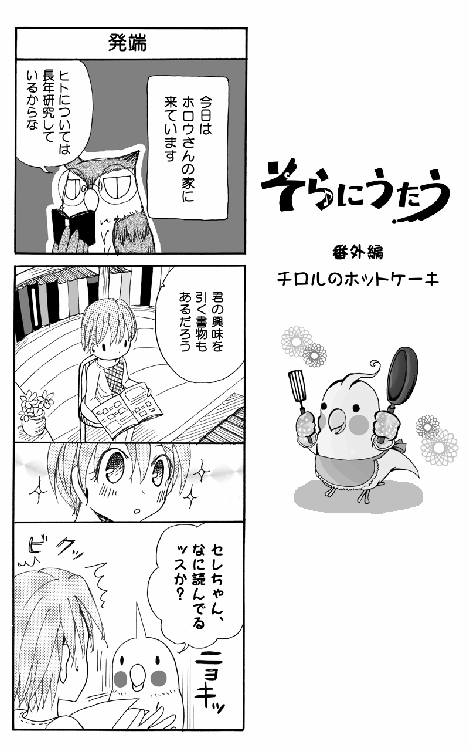 そらにうたう
番外編
チロルのホットケーキ
発端
今日は
ホロウさんの家に
来ています
ヒトについては
長年研究して
いるからな
君の興味を
引く書物も
あるだろう
セレちゃん、
なに読んでる
ッスか?
ニョキッ
ビクッ